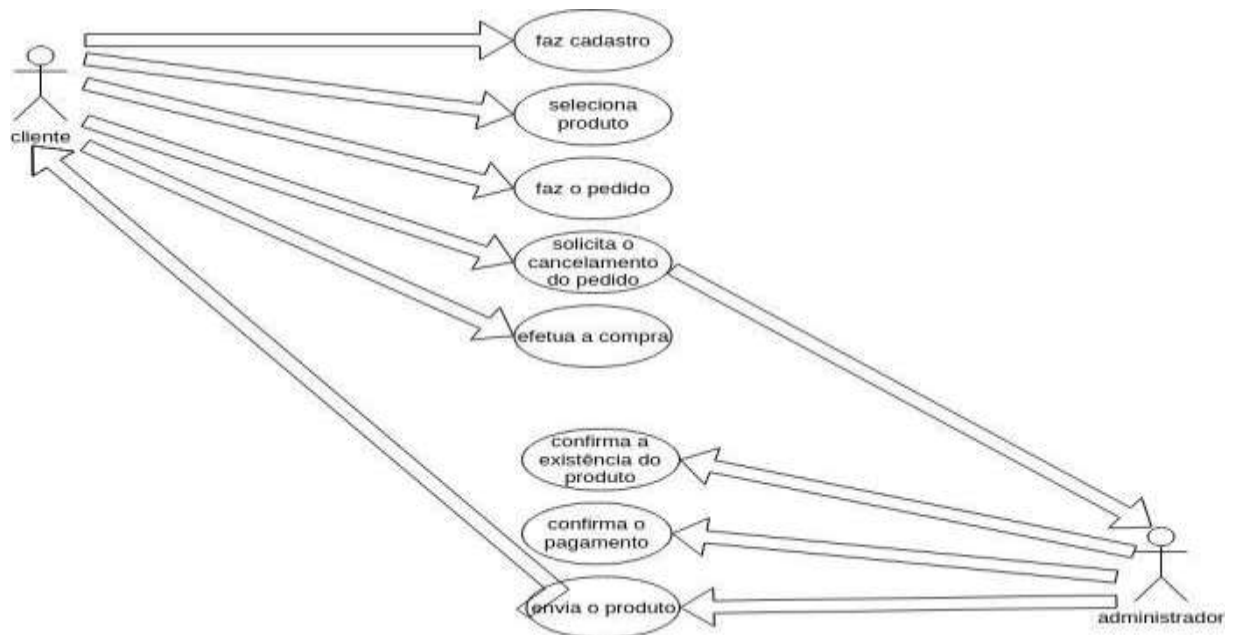 faz cadastro
seleciona
produto
cliente
faz o pedido
solicita o
cancelamento
do pedido
efetua a compra
confirma a
existência do
produto
confirma o
pagamento
envia o produto
administrador